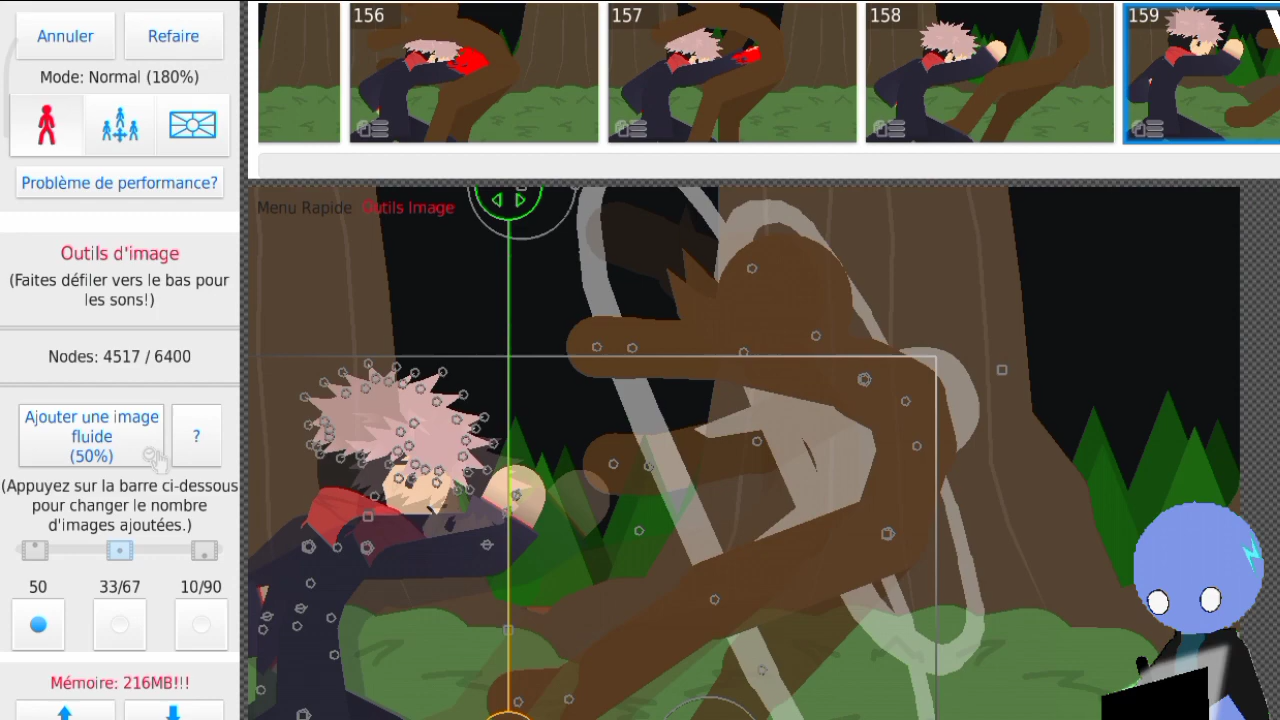 Annuler
Refaire
Mode: Normal (180%)
Problème de performance?
Outils d'image
(Faites défiler vers le bas pour
les sons!)
Nodes: 4517 / 6400
Ajouter une image
fluide
(50%)
?
(Appuyez sur la barre ci-dessous
pour changer le nombre
d'images ajoutées.)
50
33/67
10/90
Mémoire: 216MB!!!
156
157
158
159
Menu Rapide
Outils Image